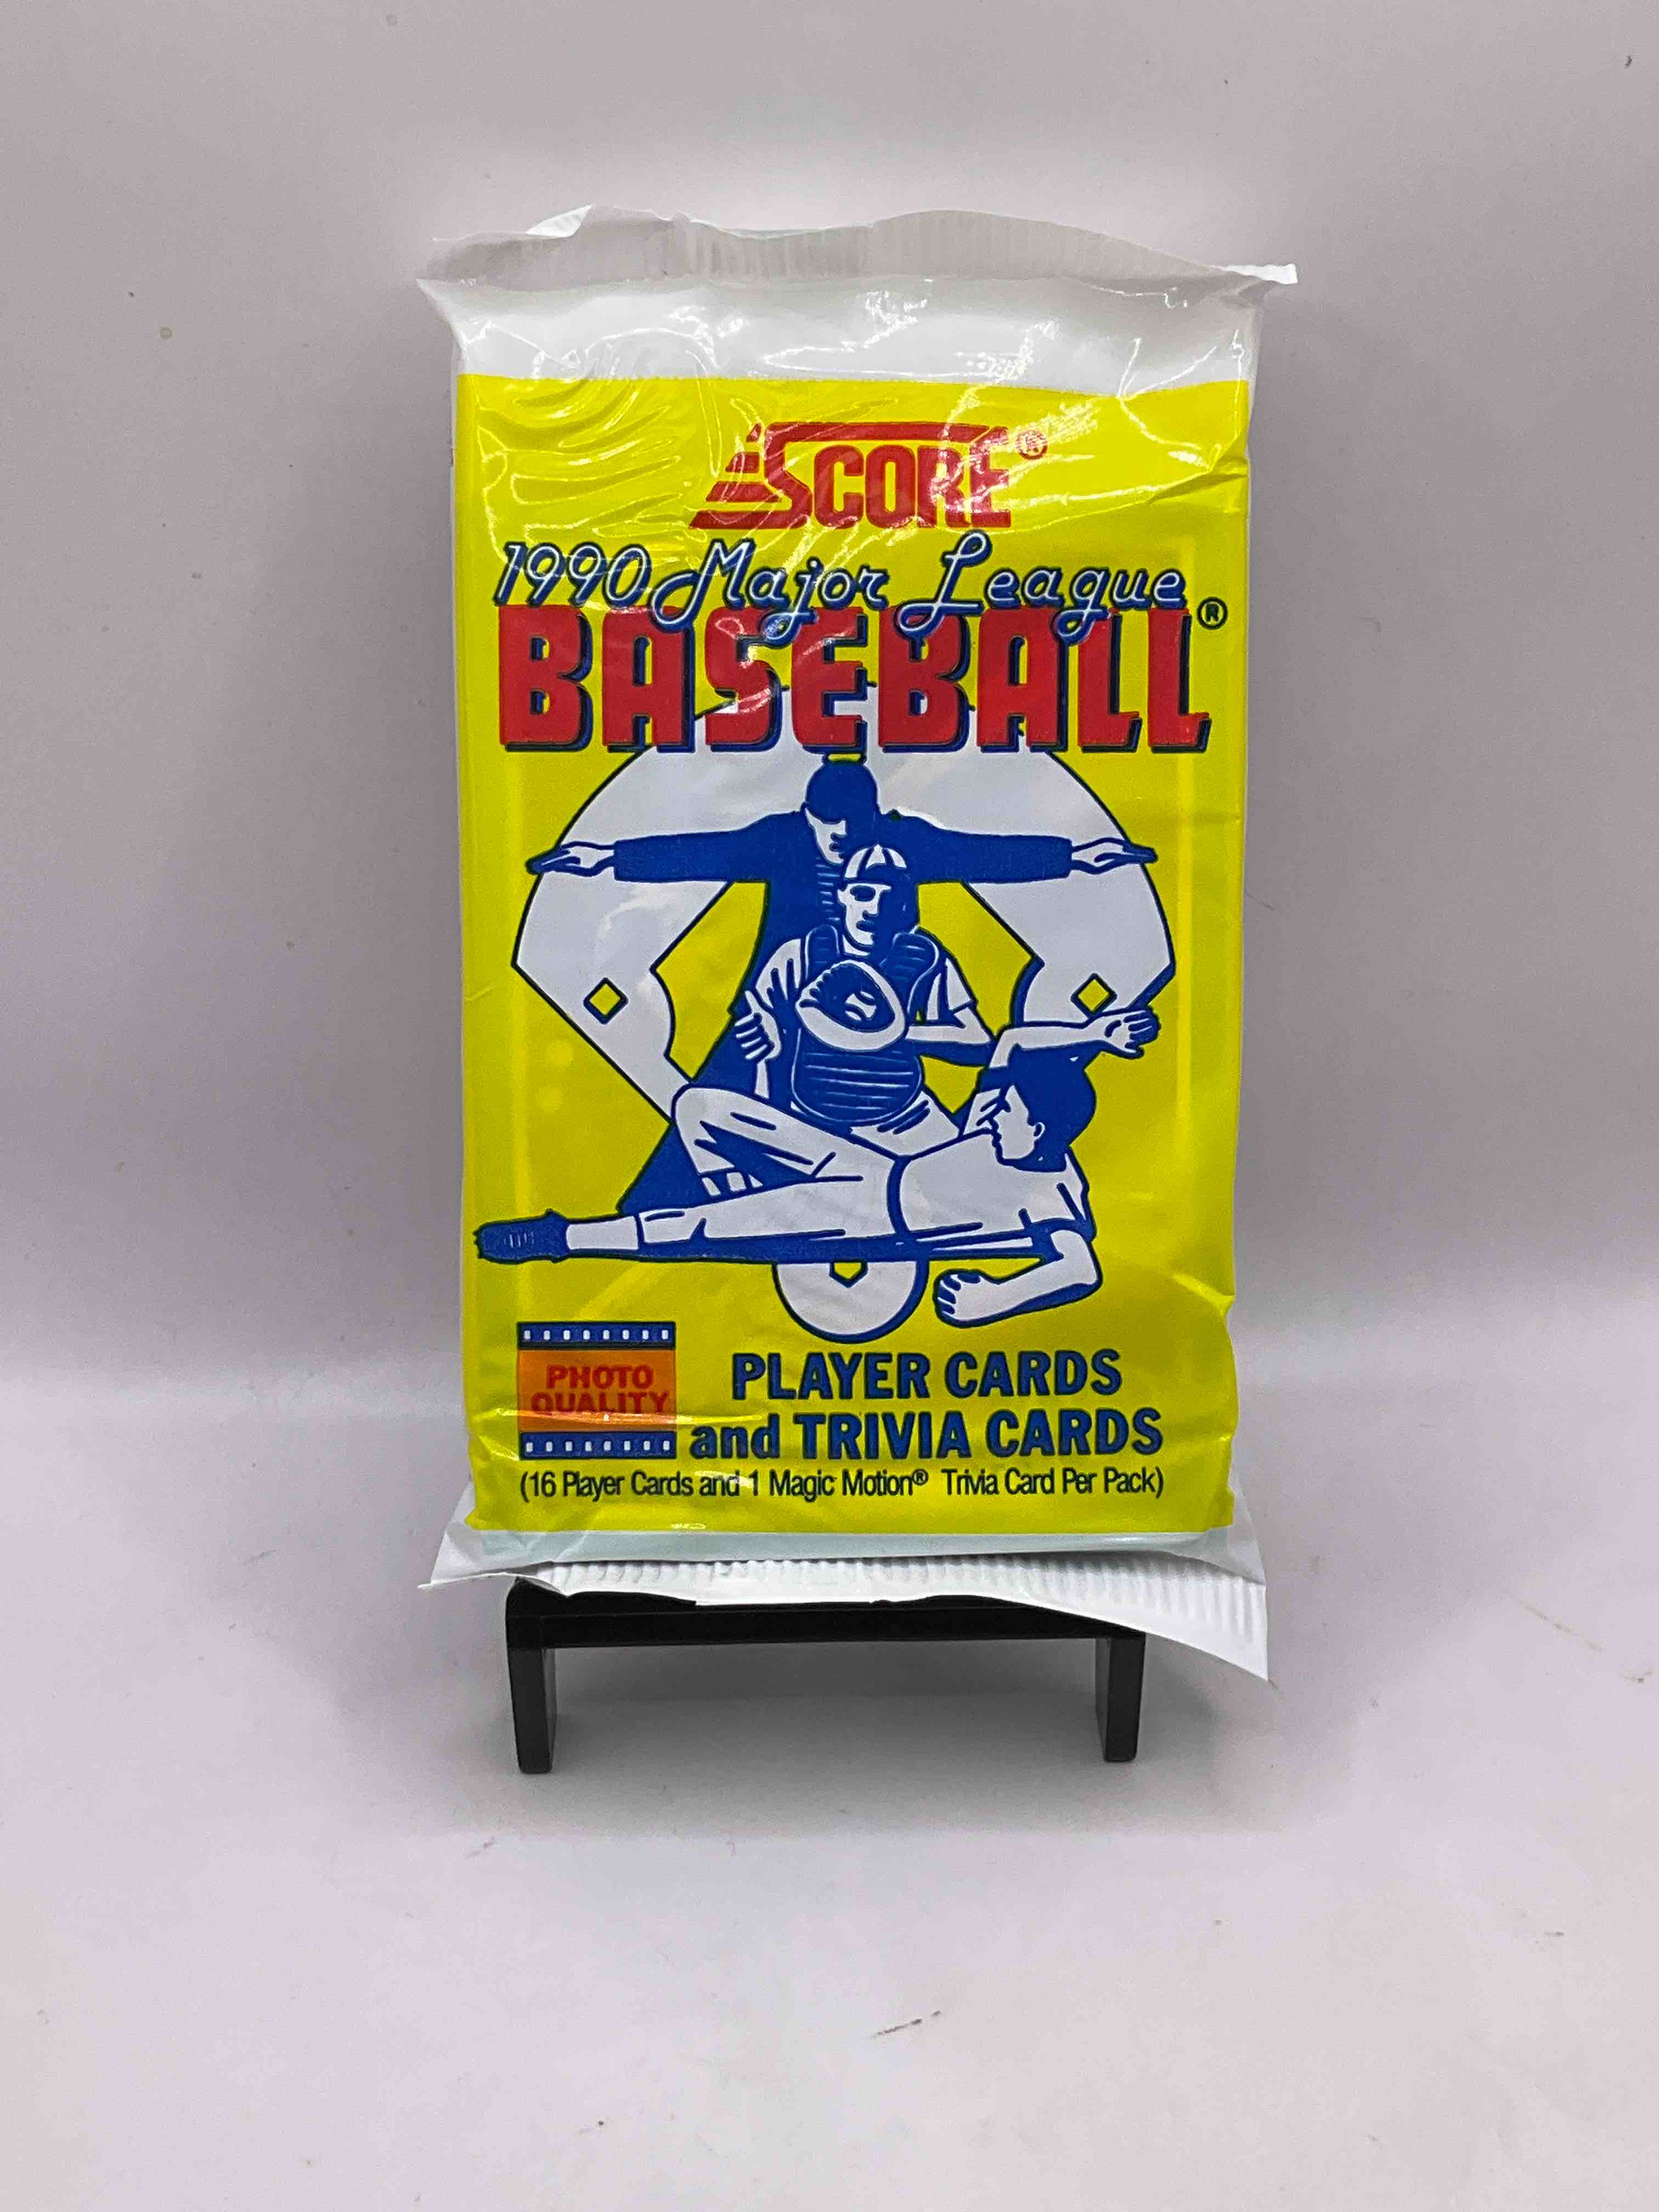 SCORE®
1990 Major League
BASEBALL®
PHOTO
QUALITY
PLAYER CARDS
and TRIVIA CARDS
(16 Player Cards and 1 Magic Motion® Trivia Card Per Pack)